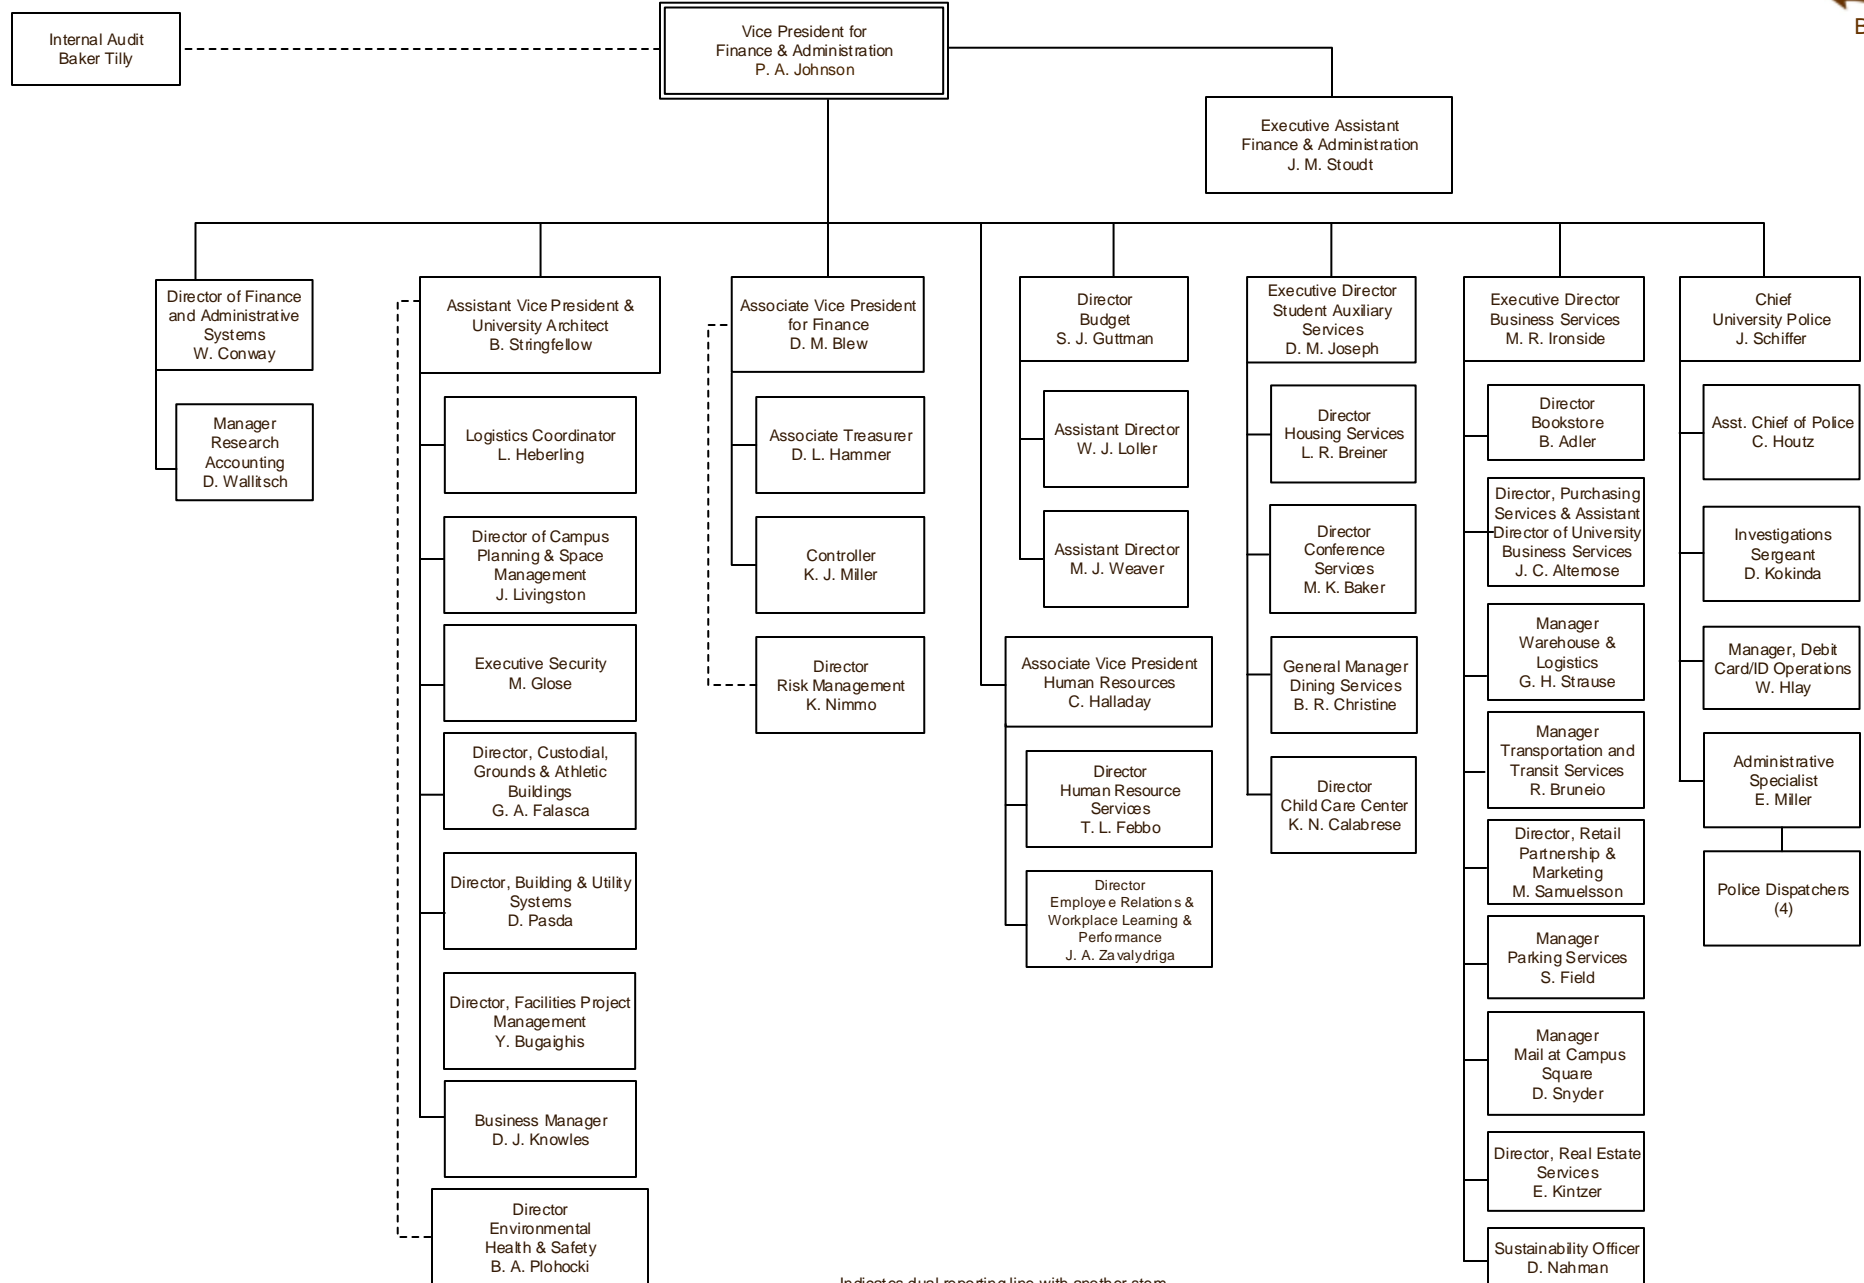 Internal Audit
Baker Tilly
Vice President for
Finance & Administration
P. A. Johnson
B
Executive Assistant
Finance & Administration
J. M. Stoudt
Director of Finance
and Administrative
Systems
W. Conway
Manager
Research
Accounting
D. Wallitsch
Assistant Vice President &
University Architect
B. Stringfellow
Logistics Coordinator
L. Heberling
Director of Campus
Planning & Space
Management
J. Livingston
Executive Security
M. Glose
Director, Custodial,
Grounds & Athletic
Buildings
G. A. Falasca
Director, Building & Utility
Systems
D. Pasda
Director, Facilities Project
Management
Y. Bugaighis
Business Manager
D. J. Knowles
Director
Environmental
Health & Safety
B. A. Plohocki
Associate Vice President
for Finance
D. M. Blew
Associate Treasurer
D. L. Hammer
Controller
K. J. Miller
Director
Risk Management
K. Nimmo
Director
Budget
S. J. Guttman
Assistant Director
W. J. Loller
Assistant Director
M. J. Weaver
Associate Vice President
Human Resources
C. Halladay
Director
Human Resource
Services
T. L. Febbo
Director
Employee Relations &
Workplace Learning &
Performance
J. A. Zavalydriga
Executive Director
Student Auxiliary
Services
D. M. Joseph
Director
Housing Services
L. R. Breiner
Director
Conference
Services
M. K. Baker
General Manager
Dining Services
B. R. Christine
Director
Child Care Center
K. N. Calabrese
Executive Director
Business Services
M. R. Ironside
Director
Bookstore
B. Adler
Director, Purchasing
Services & Assistant
Director of University
Business Services
J. C. Altemose
Manager
Warehouse &
Logistics
G. H. Strause
Manager
Transportation and
Transit Services
R. Bruneio
Director, Retail
Partnership &
Marketing
M. Samuelsson
Manager
Parking Services
S. Field
Manager
Mail at Campus
Square
D. Snyder
Director, Real Estate
Services
E. Kintzer
Sustainability Officer
D. Nahman
Chief
University Police
J. Schiffer
Asst. Chief of Police
C. Houtz
Investigations
Sergeant
D. Kokinda
Manager, Debit
Card/ID Operations
W. Hlay
Administrative
Specialist
E. Miller
Police Dispatchers
(4)
Indicates dual reporting line with another stem